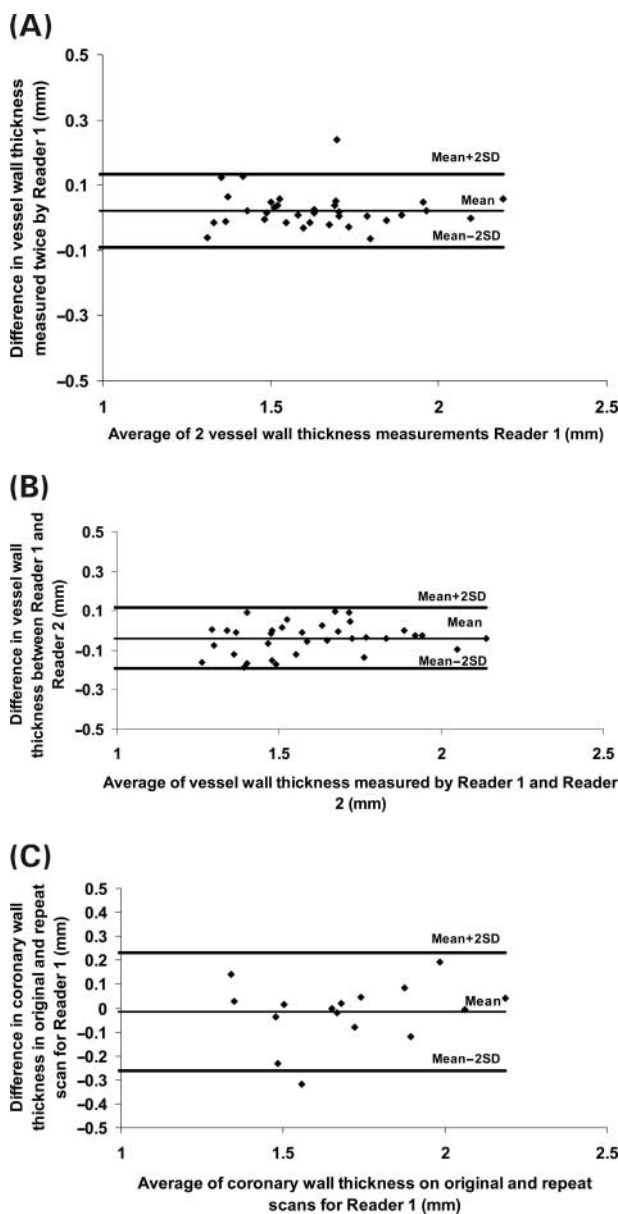 (A)
Difference in vessel wall thickness
measured twice by Reader 1 (mm)
0.5
0.3
0.1
−0.1
−0.3
−0.5
Mean+2SD
Mean
Mean−2SD
1
1.5
2
2.5
Average of 2 vessel wall thickness measurements Reader 1 (mm)
(B)
Difference in vessel wall
thickness between Reader 1 and
Reader 2 (mm)
0.5
0.3
0.1
−0.1
−0.3
−0.5
Mean+2SD
Mean
Mean−2SD
1
1.5
2
2.5
Average of vessel wall thickness measured by Reader 1 and Reader
2 (mm)
(C)
Difference in coronary wall
thickness in original and repeat
scan for Reader 1 (mm)
0.5
0.4
0.3
0.2
0.1
0
−0.1
−0.2
−0.3
−0.4
−0.5
Mean+2SD
Mean
Mean−2SD
1
1.5
2
2.5
Average of coronary wall thickness on original and repeat
scans for Reader 1 (mm)